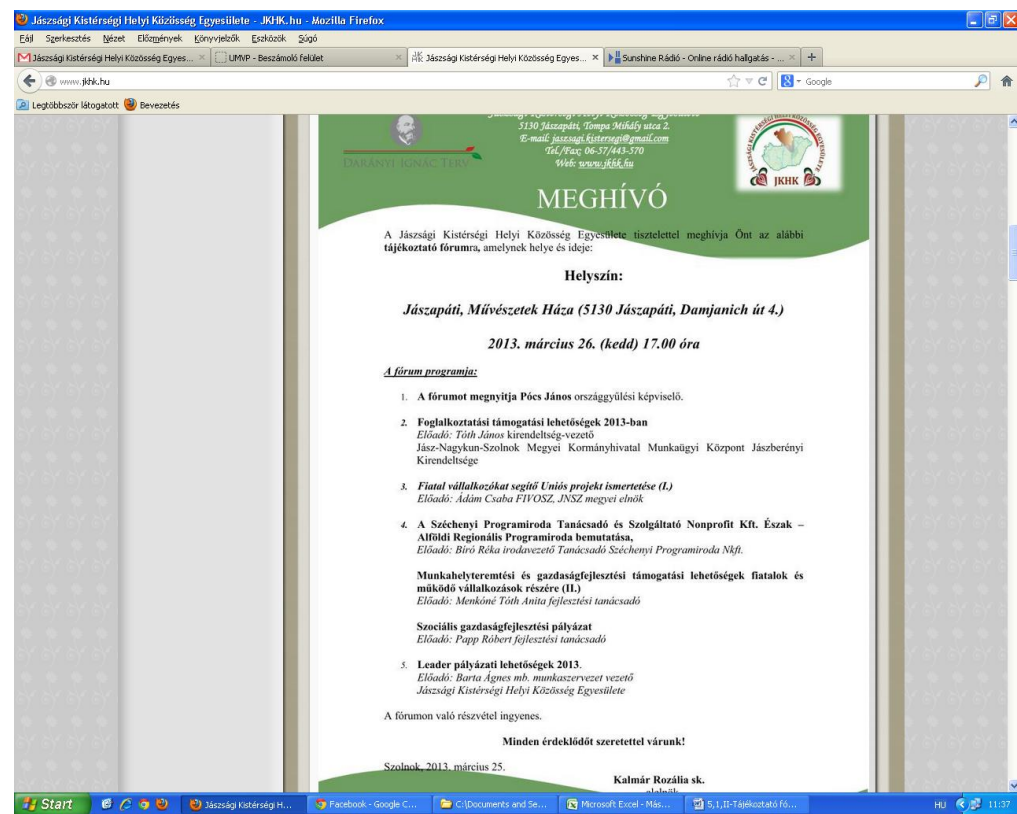 Jászsági Kistérségi Helyi Közösség Egyesülete - JKHK.hu - Mozilla Firefox
Fájl Szerkesztés Nézet Előzmények Könyvjelzők Eszközök Súgó
Jászsági Kistérségi Helyi Közösség Egyes... UMVP - Beszámoló felület Jászsági Kistérségi Helyi Közösség Egyes... Sunshine Rádió - Online rádió hallgatás - ...
www.jkhk.hu Google
Legtöbbször látogatott Bevezetés
Jászsági Kistérségi Helyi Közösség Egyesülete
5130 Jászapáti, Tompa Mihály utca 2.
E-mail: jaszsagi.kistersegi@gmail.com
Tel./Fax: 06-57/443-570
Web: www.jkhk.hu
DARÁNYI IGNÁC TERV
JÁSZSÁGI KISTÉRSÉGI HELYI KÖZÖSSÉG EGYESÜLETE
JKHK
MEGHÍVÓ
A Jászsági Kistérségi Helyi Közösség Egyesülete tisztelettel meghívja Önt az alábbi
tájékoztató fórumra, amelynek helye és ideje:
Helyszín:
Jászapáti, Művészetek Háza (5130 Jászapáti, Damjanich út 4.)
2013. március 26. (kedd) 17.00 óra
A fórum programja:
1. A fórumot megnyitja Pócs János országgyűlési képviselő.
2. Foglalkoztatási támogatási lehetőségek 2013-ban
Előadó: Tóth János kirendeltség-vezető
Jász-Nagykun-Szolnok Megyei Kormányhivatal Munkaügyi Központ Jászberényi
Kirendeltsége
3. Fiatal vállalkozókat segítő Uniós projekt ismertetése (I.)
Előadó: Ádám Csaba FIVOSZ, JNSZ megyei elnök
4. A Széchenyi Programiroda Tanácsadó és Szolgáltató Nonprofit Kft. Észak –
Alföldi Regionális Programiroda bemutatása,
Előadó: Bíró Réka irodavezető Tanácsadó Széchenyi Programiroda Nkft.
Munkahelyteremtési és gazdaságfejlesztési támogatási lehetőségek fiatalok és
működő vállalkozások részére (II.)
Előadó: Menkóné Tóth Anita fejlesztési tanácsadó
Szociális gazdaságfejlesztési pályázat
Előadó: Papp Róbert fejlesztési tanácsadó
5. Leader pályázati lehetőségek 2013.
Előadó: Barta Ágnes mb. munkaszervezet vezető
Jászsági Kistérségi Helyi Közösség Egyesülete
A fórumon való részvétel ingyenes.
Minden érdeklődőt szeretettel várunk!
Szolnok, 2013. március 25.
Kalmár Rozália sk.
Start Jászsági Kistérségi H... Facebook - Google C... C:\Documents and Se... Microsoft Excel - Más... 5,1,II-Tájékoztató fó... HU 11:37